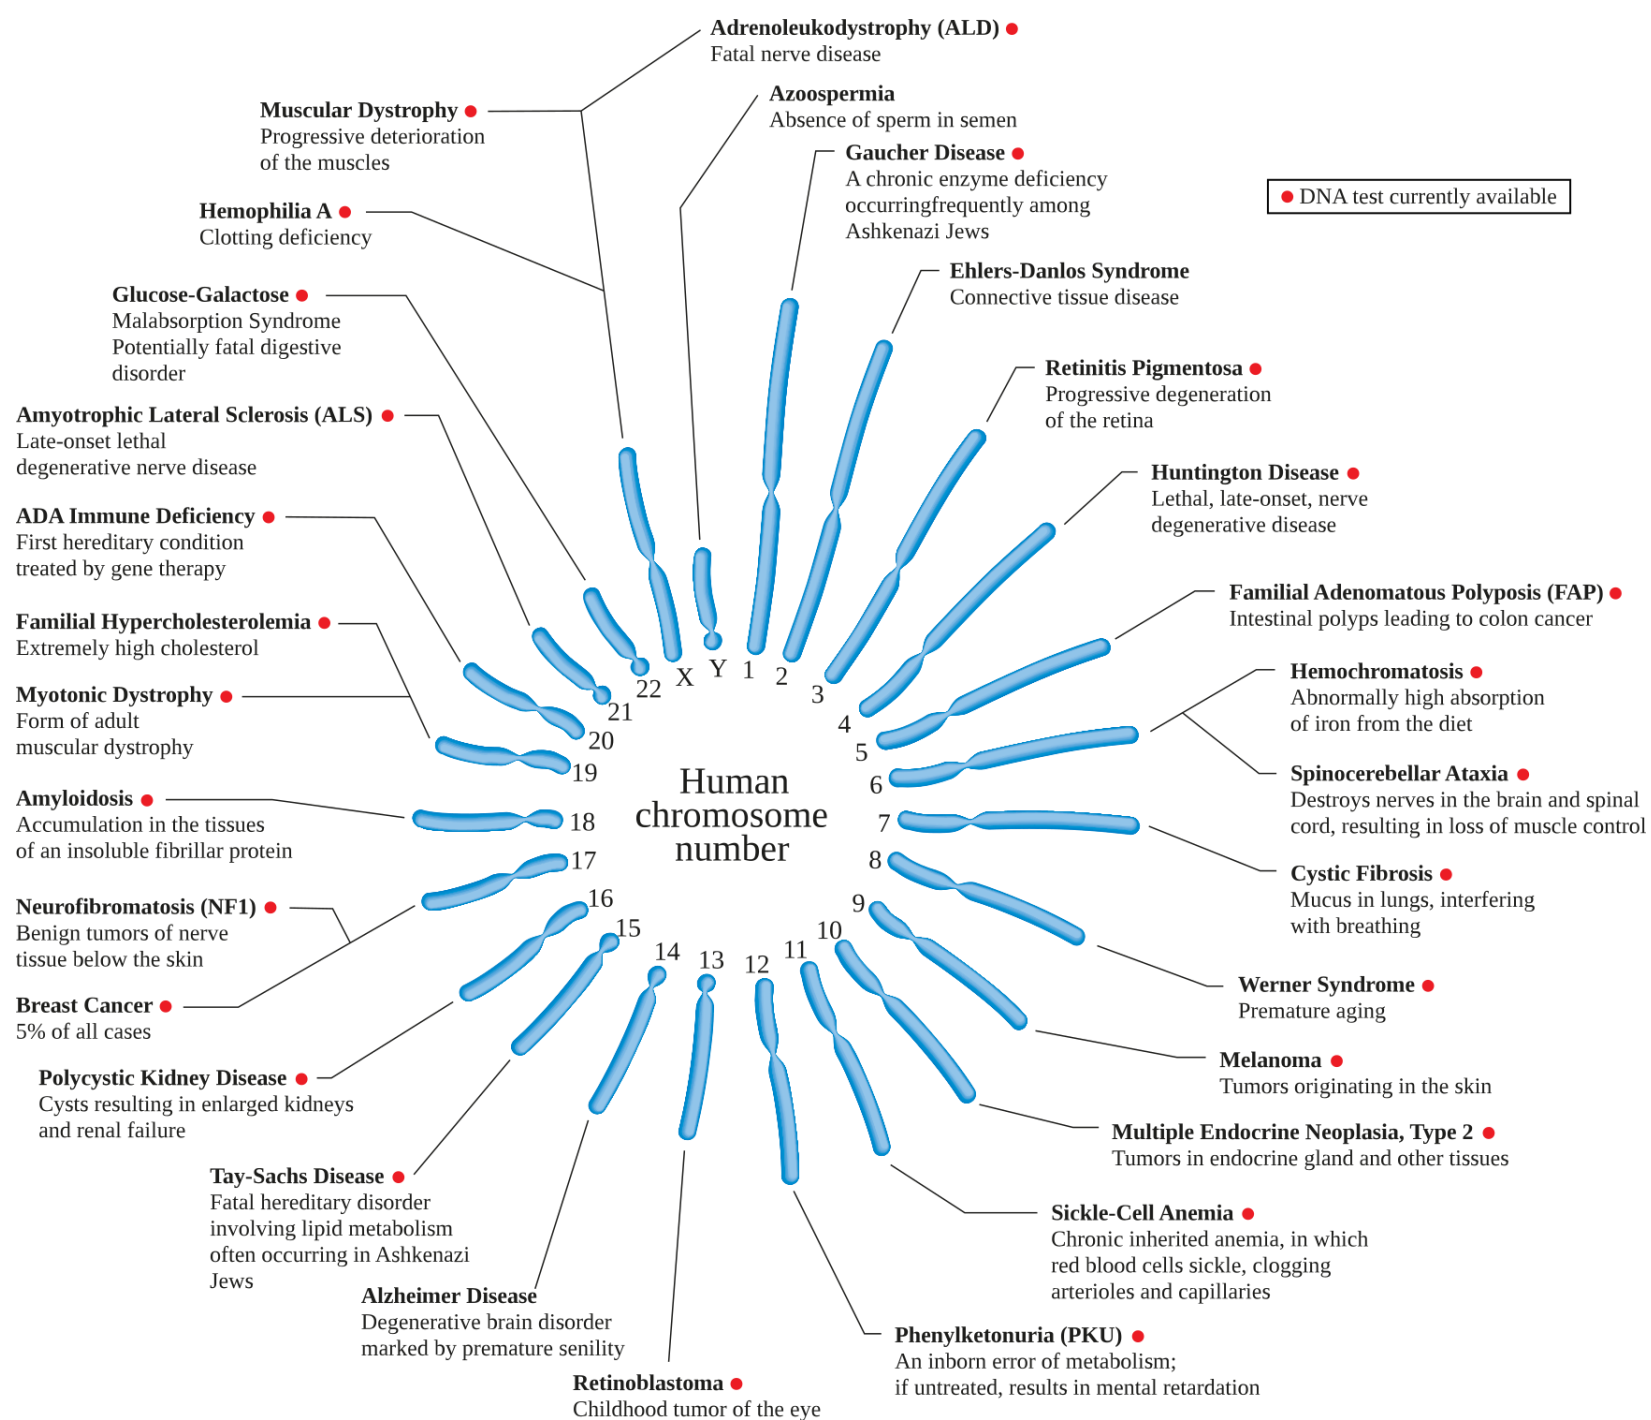 Adrenoleukodystrophy (ALD)
Fatal nerve disease
Azoospermia
Absence of sperm in semen
Gaucher Disease
A chronic enzyme deficiency
occurringfrequently among
Ashkenazi Jews
DNA test currently available
Ehlers-Danlos Syndrome
Connective tissue disease
Retinitis Pigmentosa
Progressive degeneration
of the retina
Huntington Disease
Lethal, late-onset, nerve
degenerative disease
Familial Adenomatous Polyposis (FAP)
Intestinal polyps leading to colon cancer
Hemochromatosis
Abnormally high absorption
of iron from the diet
Spinocerebellar Ataxia
Destroys nerves in the brain and spinal
cord, resulting in loss of muscle control
Cystic Fibrosis
Mucus in lungs, interfering
with breathing
Werner Syndrome
Premature aging
Melanoma
Tumors originating in the skin
Multiple Endocrine Neoplasia, Type 2
Tumors in endocrine gland and other tissues
Sickle-Cell Anemia
Chronic inherited anemia, in which
red blood cells sickle, clogging
arterioles and capillaries
Phenylketonuria (PKU)
An inborn error of metabolism;
if untreated, results in mental retardation
Retinoblastoma
Childhood tumor of the eye
Alzheimer Disease
Degenerative brain disorder
marked by premature senility
Tay-Sachs Disease
Fatal hereditary disorder
involving lipid metabolism
often occurring in Ashkenazi
Jews
Polycystic Kidney Disease
Cysts resulting in enlarged kidneys
and renal failure
Breast Cancer
5% of all cases
Neurofibromatosis (NF1)
Benign tumors of nerve
tissue below the skin
Amyloidosis
Accumulation in the tissues
of an insoluble fibrillar protein
Myotonic Dystrophy
Form of adult
muscular dystrophy
Familial Hypercholesterolemia
Extremely high cholesterol
ADA Immune Deficiency
First hereditary condition
treated by gene therapy
Amyotrophic Lateral Sclerosis (ALS)
Late-onset lethal
degenerative nerve disease
Glucose-Galactose
Malabsorption Syndrome
Potentially fatal digestive
disorder
Hemophilia A
Clotting deficiency
Muscular Dystrophy
Progressive deterioration
of the muscles
1
2
3
4
5
6
7
8
9
10
11
12
13
14
15
16
17
18
19
20
21
22
X
Y
Human
chromosome
number